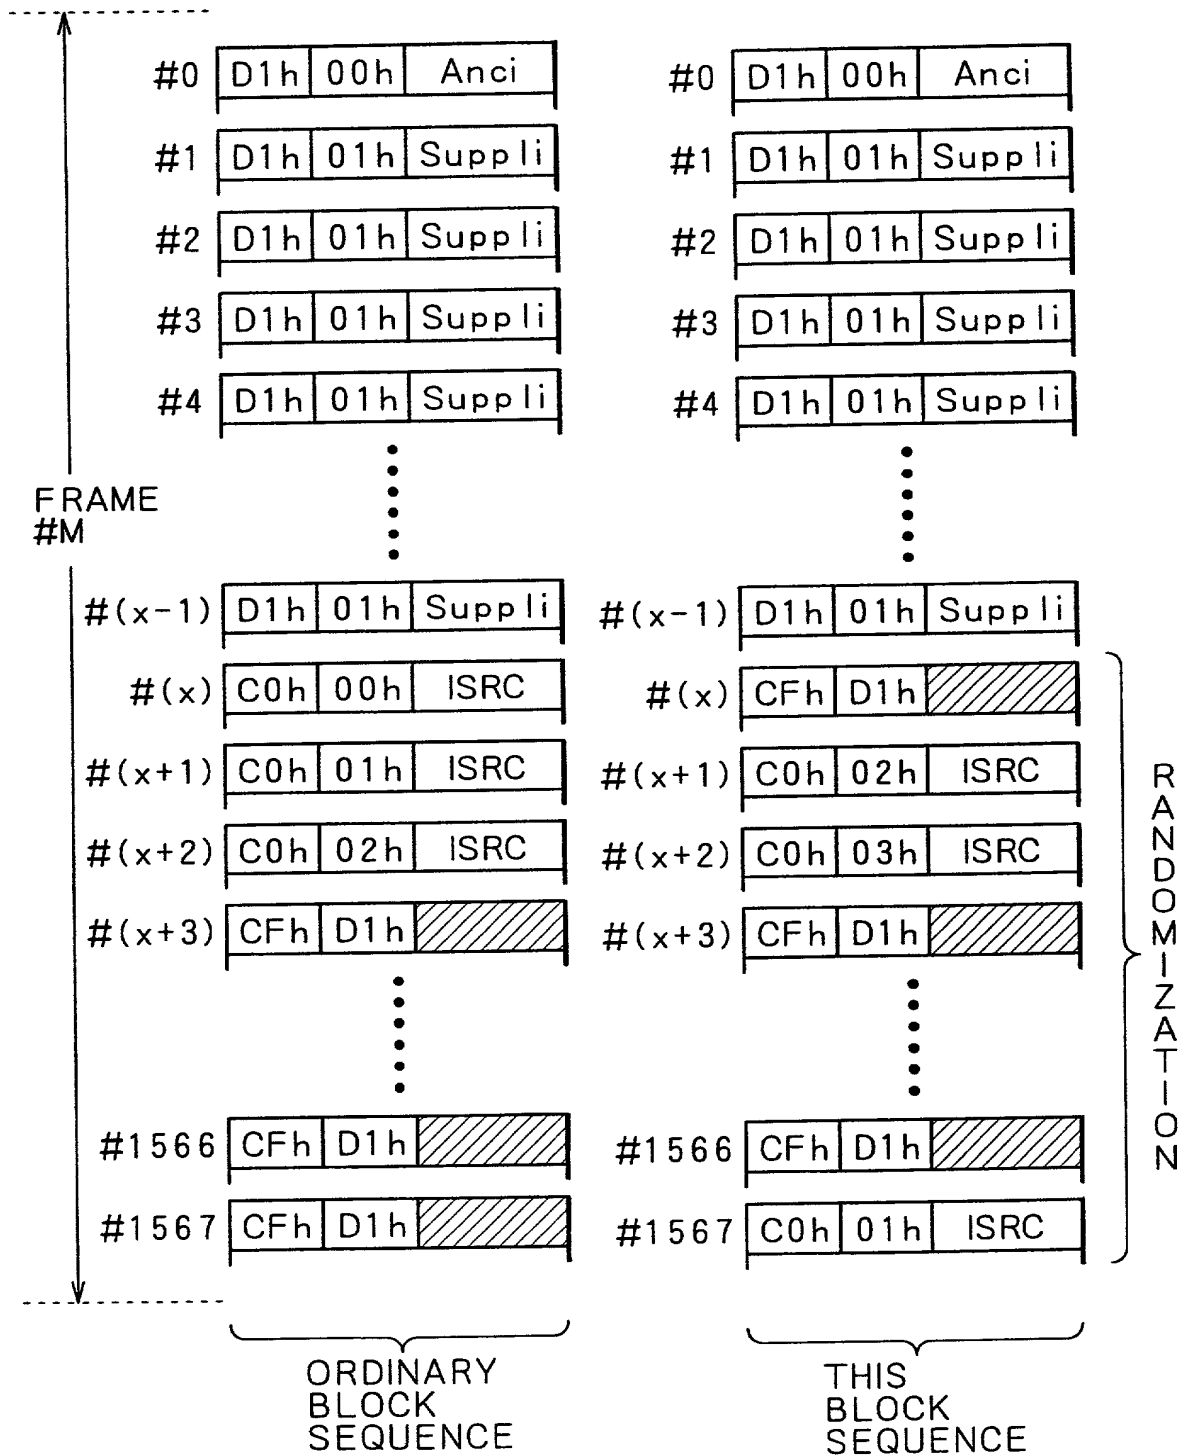 #0 D1h 00h Anci
#1 D1h 01h Suppli
#2 D1h 01h Suppli
#3 D1h 01h Suppli
#4 D1h 01h Suppli
FRAME
#M
#(x-1) D1h 01h Suppli
#(x) C0h 00h ISRC
#(x+1) C0h 01h ISRC
#(x+2) C0h 02h ISRC
#(x+3) CFh D1h
#1566 CFh D1h
#1567 CFh D1h
ORDINARY
BLOCK
SEQUENCE
#0 D1h 00h Anci
#1 D1h 01h Suppli
#2 D1h 01h Suppli
#3 D1h 01h Suppli
#4 D1h 01h Suppli
#(x-1) D1h 01h Suppli
#(x) CFh D1h
#(x+1) C0h 02h ISRC
#(x+2) C0h 03h ISRC
#(x+3) CFh D1h
#1566 CFh D1h
#1567 C0h 01h ISRC
THIS
BLOCK
SEQUENCE
RANDOMIZATION